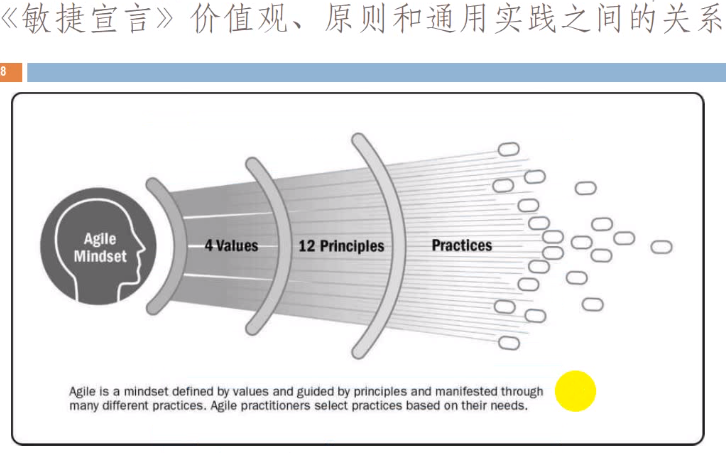 《敏捷宣言》价值观、原则和通用实践之间的关系
8
Agile
Mindset
4 Values
12 Principles
Practices
Agile is a mindset defined by values and guided by principles and manifested through
many different practices. Agile practitioners select practices based on their needs.